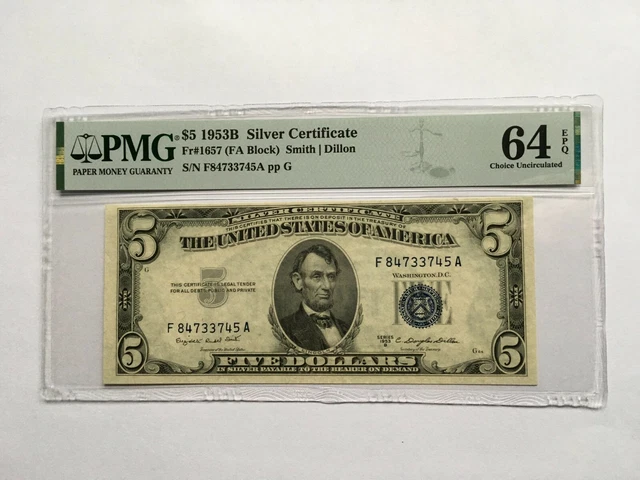 PMG
PAPER MONEY GUARANTY
$5 1953B Silver Certificate
Fr#1657 (FA Block) Smith | Dillon
S/N F84733745A pp G
64 EPQ
Choice Uncirculated
SILVER CERTIFICATE
THIS CERTIFIES THAT THERE IS ON DEPOSIT IN THE TREASURY OF
THE UNITED STATES OF AMERICA
5
5
F 84733745 A
WASHINGTON, D.C.
G
THIS CERTIFICATE IS LEGAL TENDER
FOR ALL DEBTS PUBLIC AND PRIVATE
5
FIVE
F 84733745 A
SERIES
1953
B
C. Douglas Dillon
5
5
FIVE DOLLARS
IN SILVER PAYABLE TO THE BEARER ON DEMAND